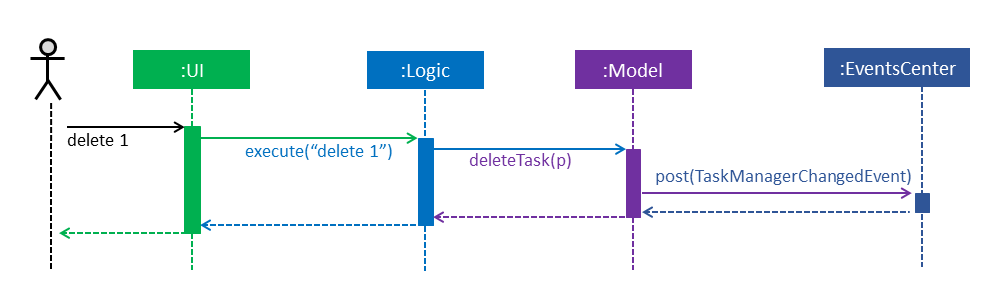 :UI
:Logic
:Model
:EventsCenter
delete 1
execute(“delete 1”)
deleteTask(p)
post(TaskManagerChangedEvent)